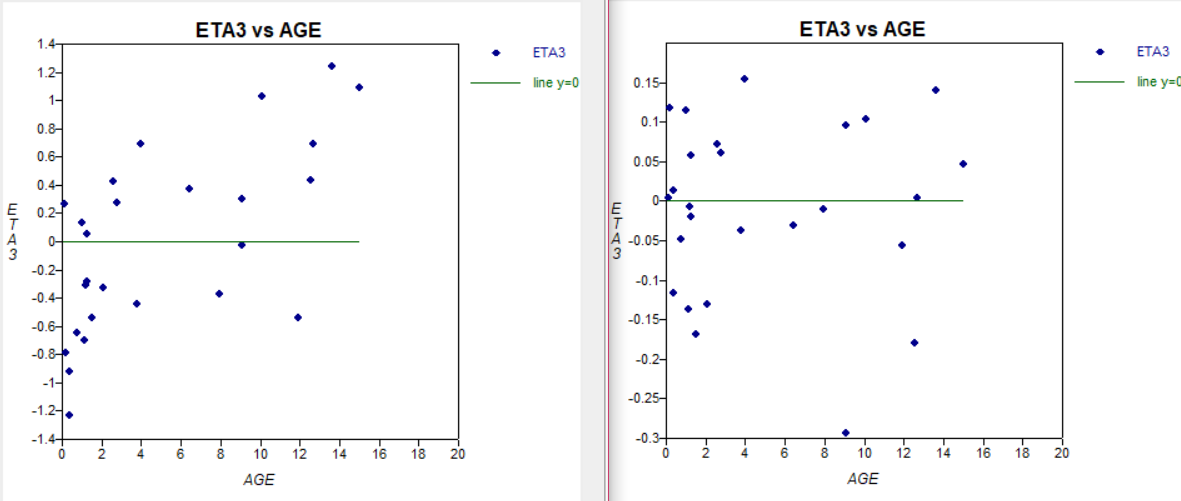 ETA3 vs AGE
1.4
1.2
1
0.8
0.6
0.4
0.2
0
-0.2
-0.4
-0.6
-0.8
-1
-1.2
-1.4
ETA3
0 2 4 6 8 10 12 14 16 18 20
AGE
ETA3
line y=0
ETA3 vs AGE
0.15
0.1
0.05
0
-0.05
-0.1
-0.15
-0.2
-0.25
-0.3
ETA3
0 2 4 6 8 10 12 14 16 18 20
AGE
ETA3
line y=0